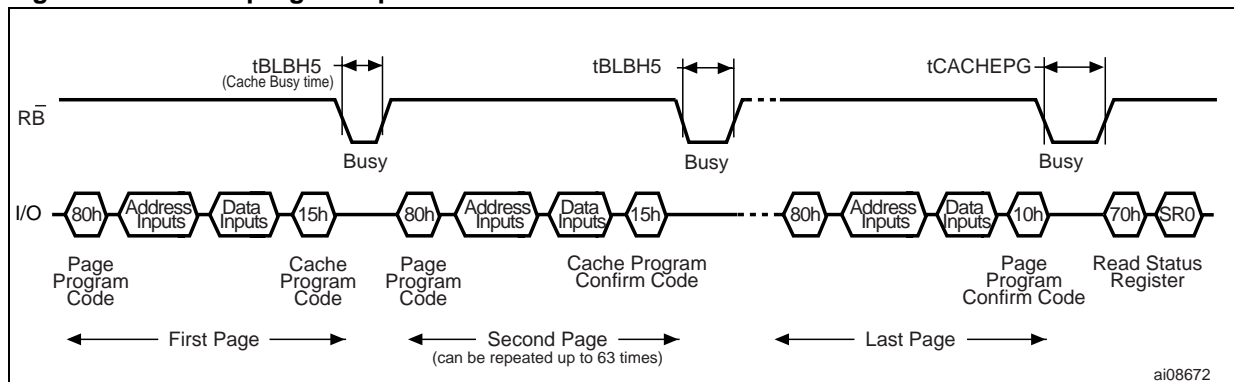 tBLBH5
(Cache Busy time)
tBLBH5
tCACHEPG
RB̅
Busy
Busy
Busy
I/O
80h
Address
Inputs
Data
Inputs
15h
80h
Address
Inputs
Data
Inputs
15h
80h
Address
Inputs
Data
Inputs
10h
70h
SR0
Page
Program
Code
Cache
Program
Code
Page
Program
Code
Cache Program
Confirm Code
Page
Program
Confirm Code
Read Status
Register
First Page
Second Page
(can be repeated up to 63 times)
Last Page
ai08672